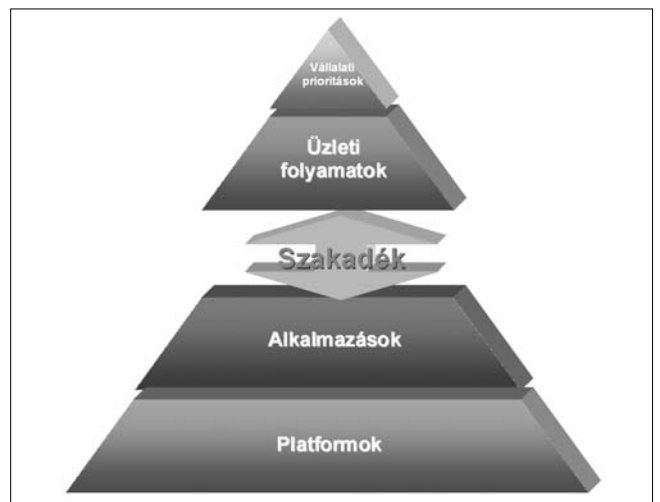 Vállalati
prioritások
Üzleti
folyamatok
Szakadék
Alkalmazások
Platformok